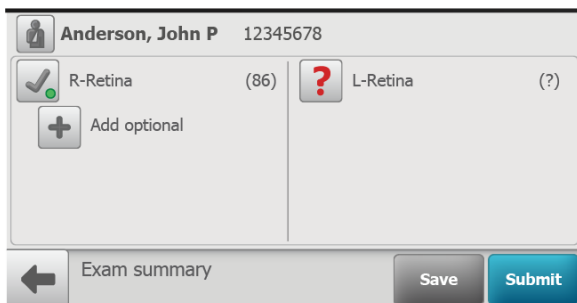 Anderson, John P 12345678
R-Retina (86)
Add optional
? L-Retina (?)
Exam summary
Save
Submit